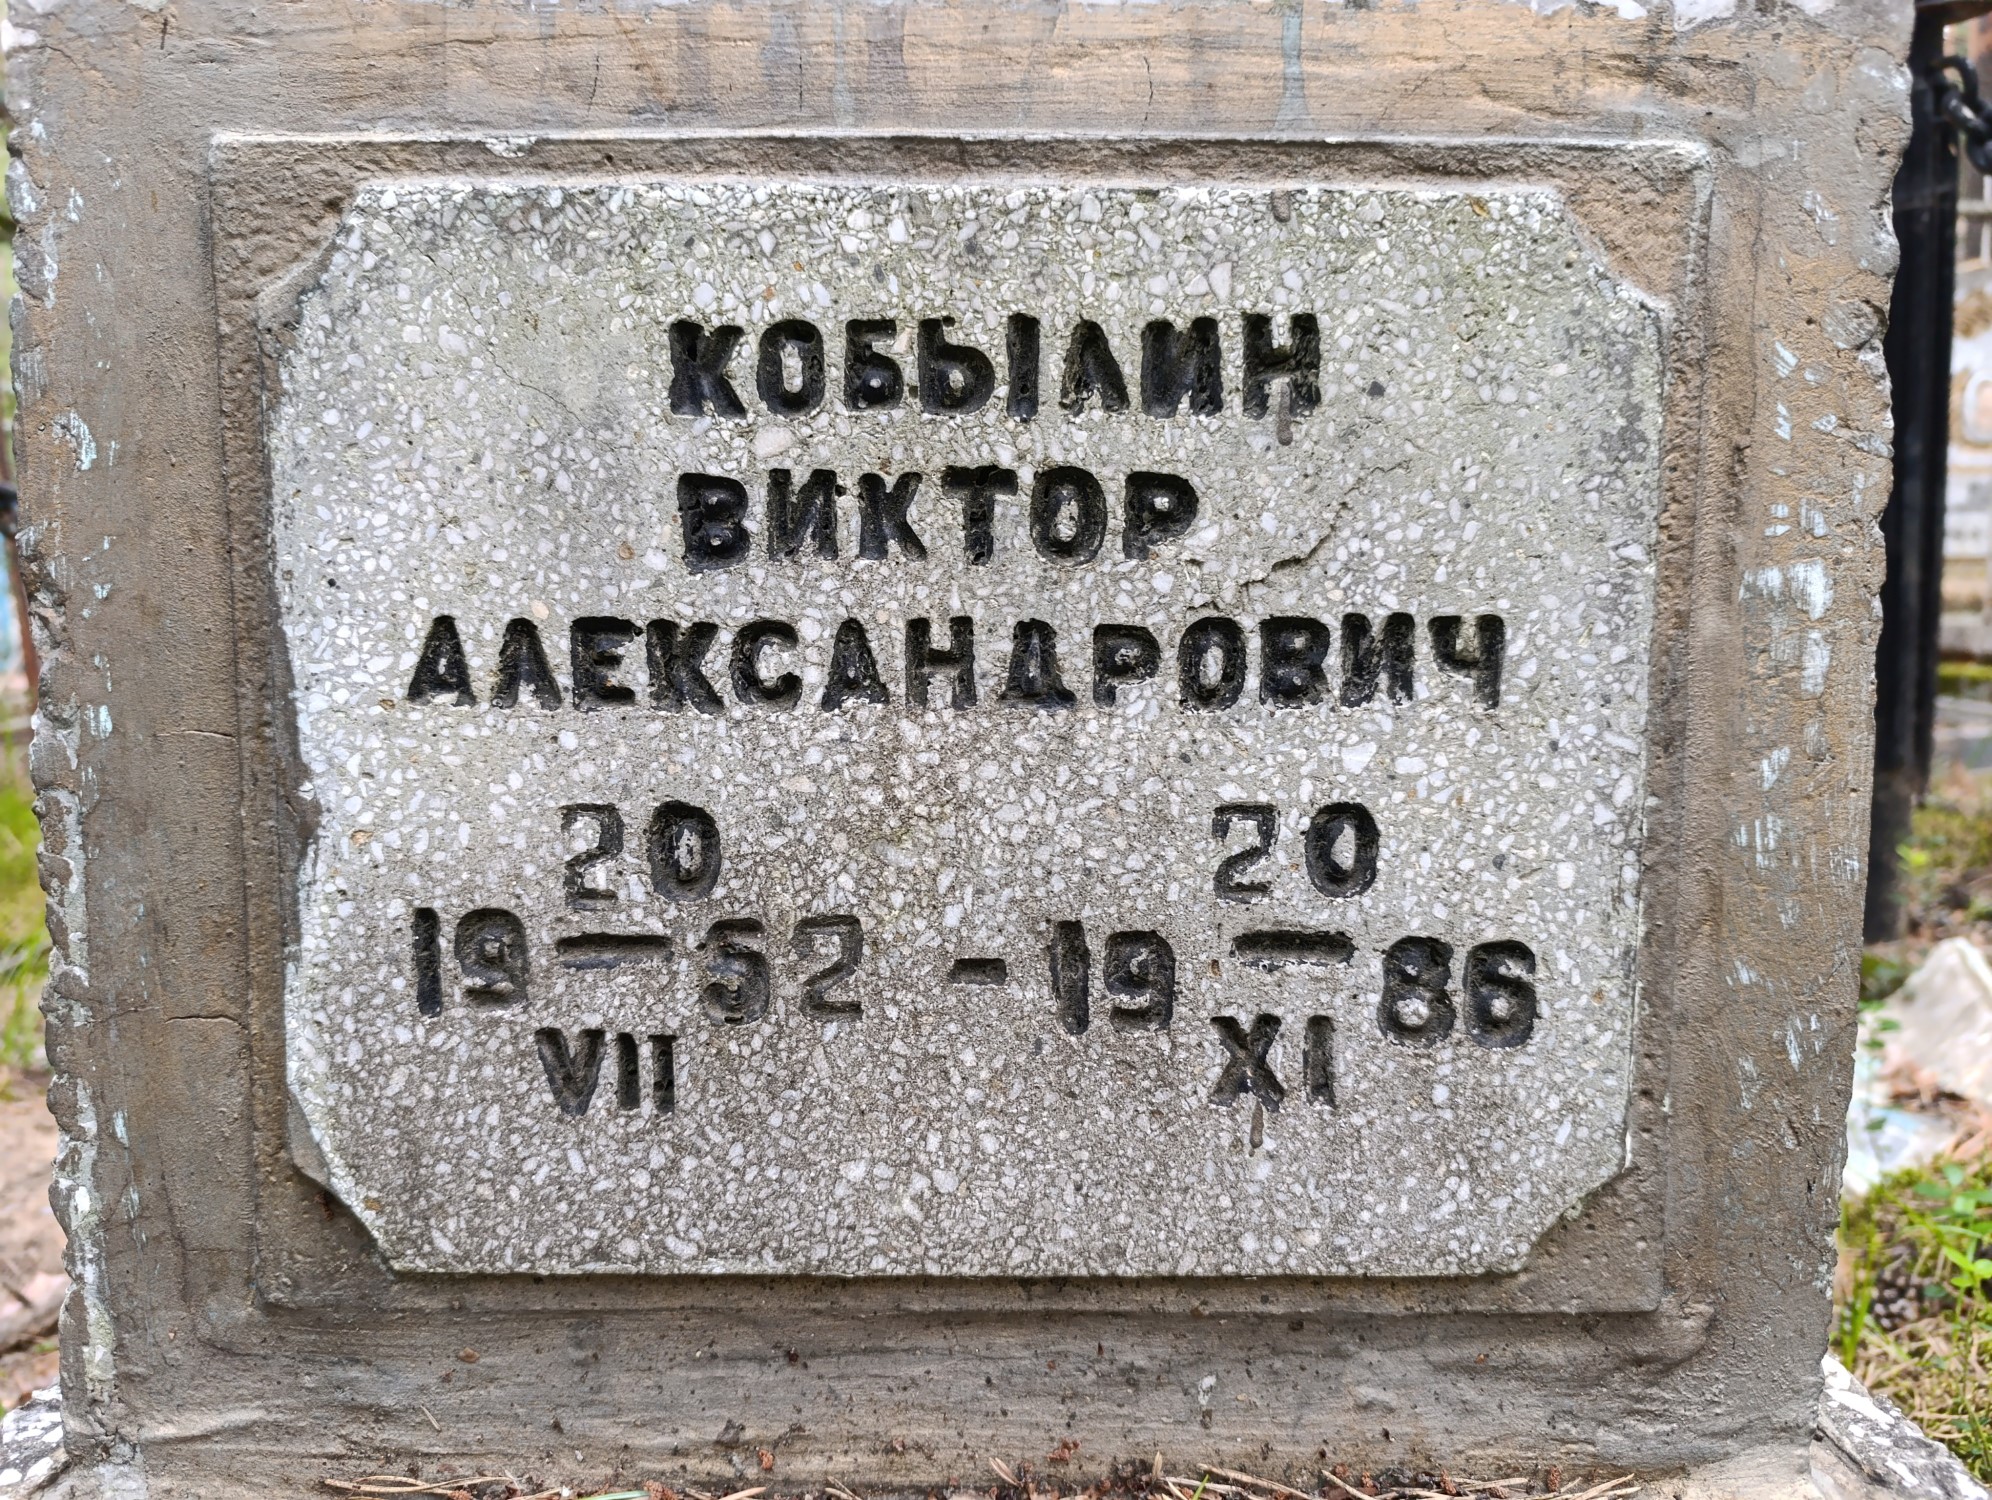 КОБЫЛИН
ВИКТОР
АЛЕКСАНДРОВИЧ
20 20
19 — 52 - 19 — 86
VII XI